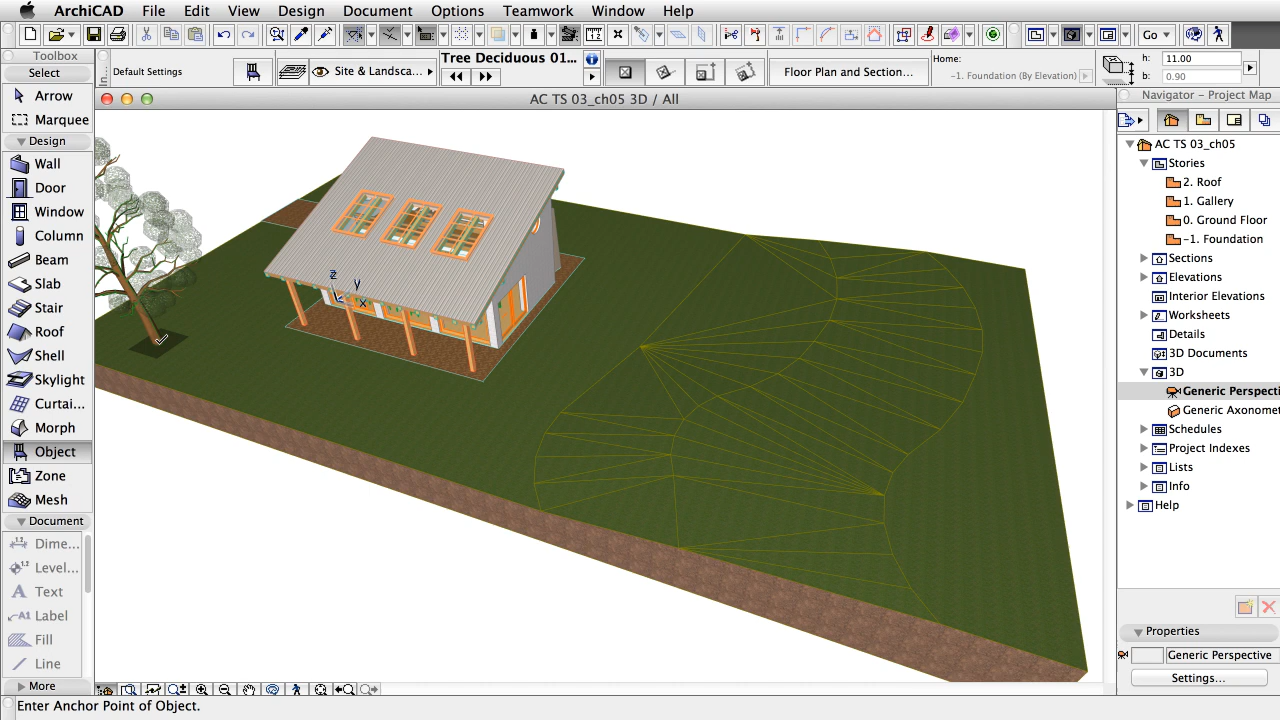 ArchiCAD File Edit View Design Document Options Teamwork Window Help
Go
Toolbox
Select
Arrow
Marquee
Design
Wall
Door
Window
Column
Beam
Slab
Stair
Roof
Shell
Skylight
Curtai...
Morph
Object
Zone
Mesh
Document
Dime...
Level...
A Text
A1 Label
Fill
Line
More
Default Settings
Site & Landsca...
Tree Deciduous 01...
Floor Plan and Section...
Home:
-1. Foundation (By Elevation)
h: 11.00
b: 0.90
AC TS 03_ch05 3D / All
z
y
x
Navigator - Project Map
AC TS 03_ch05
Stories
2. Roof
1. Gallery
0. Ground Floor
-1. Foundation
Sections
Elevations
Interior Elevations
Worksheets
Details
3D Documents
3D
Generic Perspecti
Generic Axonome
Schedules
Project Indexes
Lists
Info
Help
Properties
Generic Perspective
Settings...
Enter Anchor Point of Object.